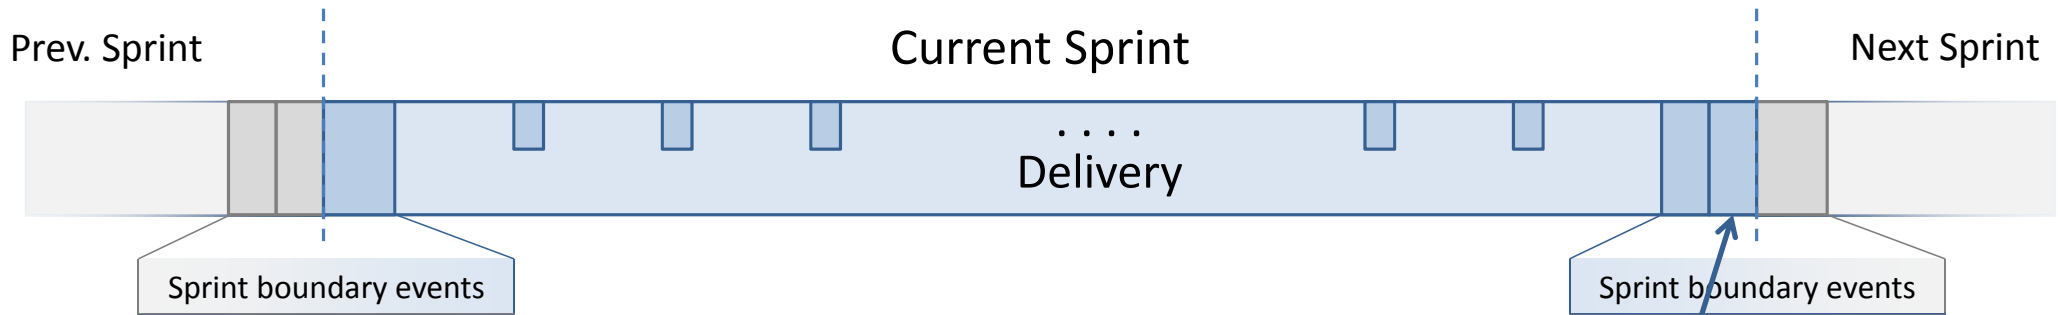 Prev. Sprint
Current Sprint
Next Sprint
. . . .
Delivery
Sprint boundary events
Sprint boundary events